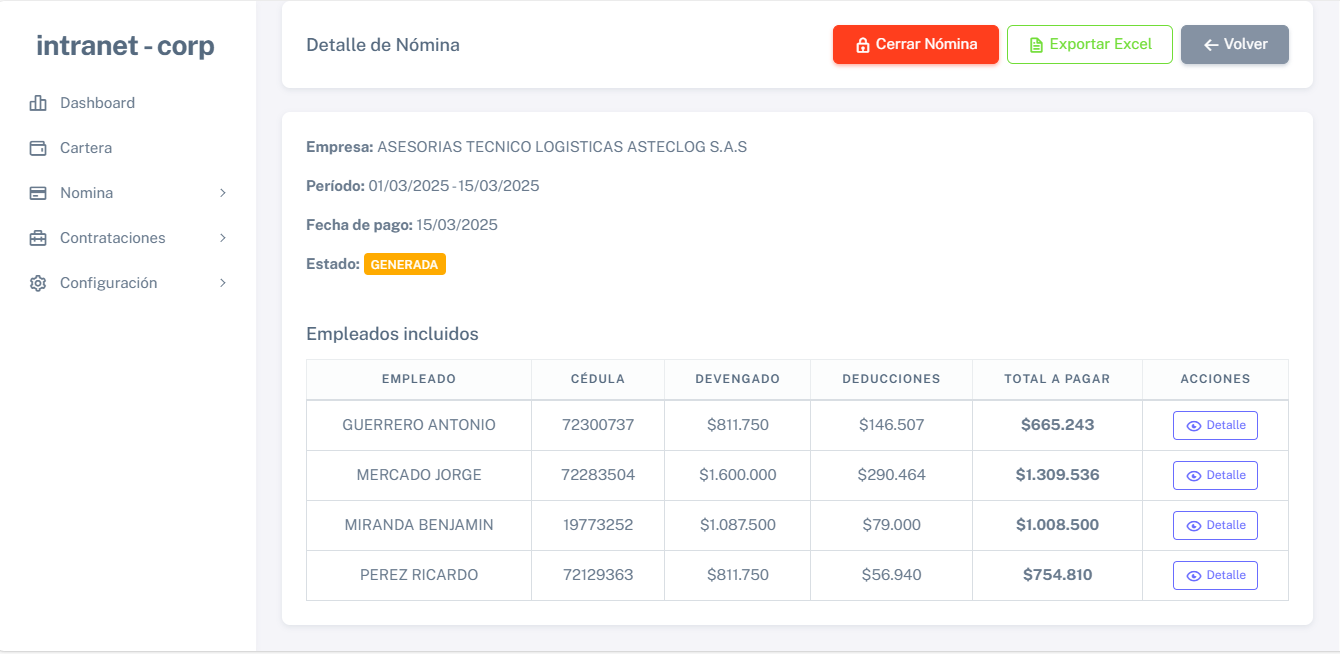 intranet - corp
Dashboard
Cartera
Nomina
Contrataciones
Configuración
Detalle de Nómina
Cerrar Nómina
Exportar Excel
Volver
Empresa: ASESORIAS TECNICO LOGISTICAS ASTECLOG S.A.S
Período: 01/03/2025 - 15/03/2025
Fecha de pago: 15/03/2025
Estado: GENERADA
Empleados incluidos
EMPLEADO CÉDULA DEVENGADO DEDUCCIONES TOTAL A PAGAR ACCIONES
GUERRERO ANTONIO 72300737 $811.750 $146.507 $665.243 Detalle
MERCADO JORGE 72283504 $1.600.000 $290.464 $1.309.536 Detalle
MIRANDA BENJAMIN 19773252 $1.087.500 $79.000 $1.008.500 Detalle
PEREZ RICARDO 72129363 $811.750 $56.940 $754.810 Detalle